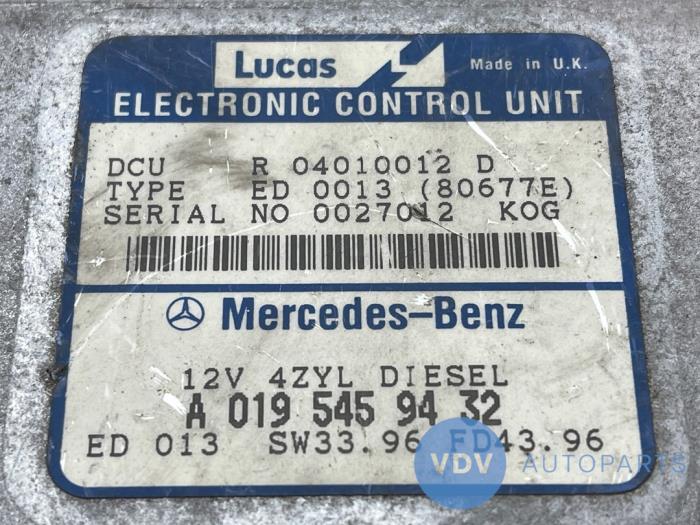 Lucas Made in U.K.
ELECTRONIC CONTROL UNIT
DCU R 04010012 D
TYPE ED 0013 (80677E)
SERIAL NO 0027012 KOG
Mercedes-Benz
12V 4ZYL DIESEL
A 019 545 94 32
ED 013 SW33.96 FD43.96
VDV AUTOPARTS